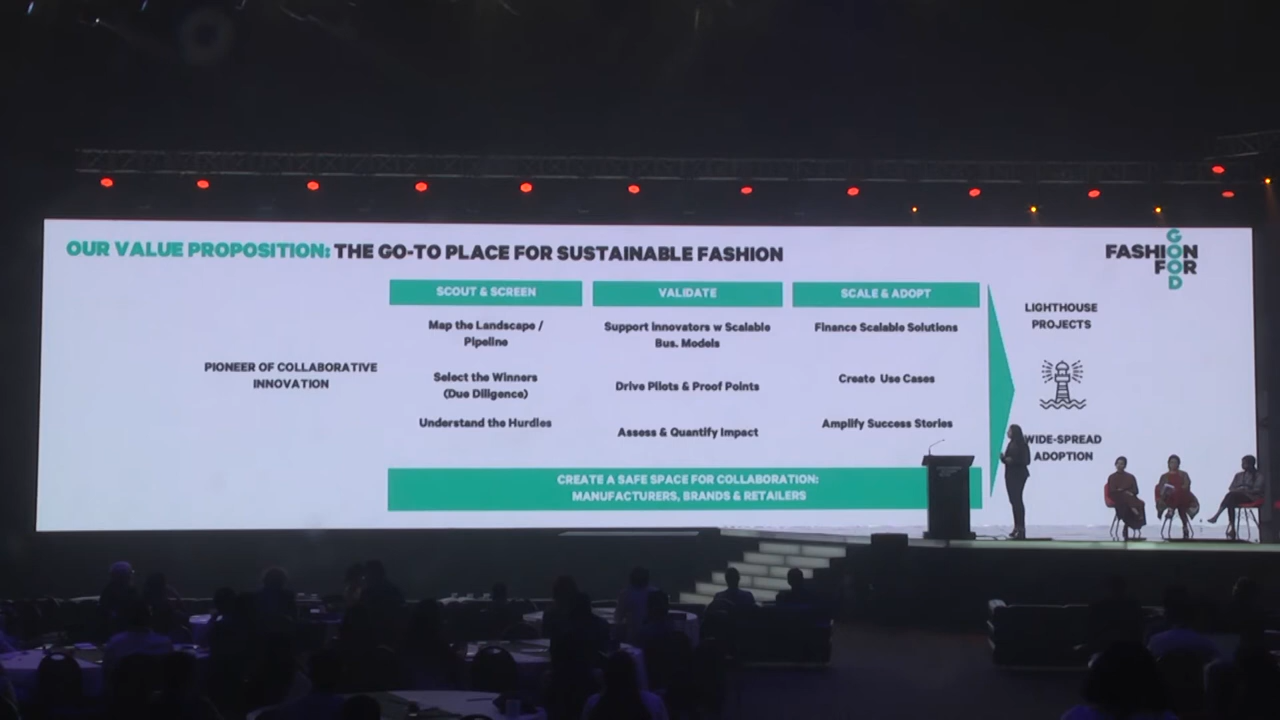 OUR VALUE PROPOSITION: THE GO-TO PLACE FOR SUSTAINABLE FASHION
GOOD
FASHION
FOR
PIONEER OF COLLABORATIVE
INNOVATION
SCOUT & SCREEN
Map the Landscape /
Pipeline
Select the Winners
(Due Diligence)
Understand the Hurdles
VALIDATE
Support innovators w Scalable
Bus. Models
Drive Pilots & Proof Points
Assess & Quantify Impact
SCALE & ADOPT
Finance Scalable Solutions
Create Use Cases
Amplify Success Stories
CREATE A SAFE SPACE FOR COLLABORATION:
MANUFACTURERS, BRANDS & RETAILERS
LIGHTHOUSE
PROJECTS
WIDE-SPREAD
ADOPTION